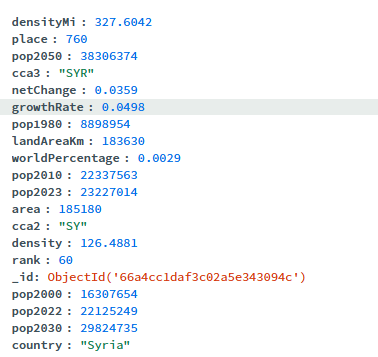 densityMi : 327.6042
place : 760
pop2050 : 38306374
cca3 : "SYR"
netChange : 0.0359
growthRate : 0.0498
pop1980 : 8898954
landAreaKm : 183630
worldPercentage : 0.0029
pop2010 : 22337563
pop2023 : 23227014
area : 185180
cca2 : "SY"
density : 126.4881
rank : 60
_id: ObjectId('66a4cc1daf3c02a5e343094c')
pop2000 : 16307654
pop2022 : 22125249
pop2030 : 29824735
country : "Syria"